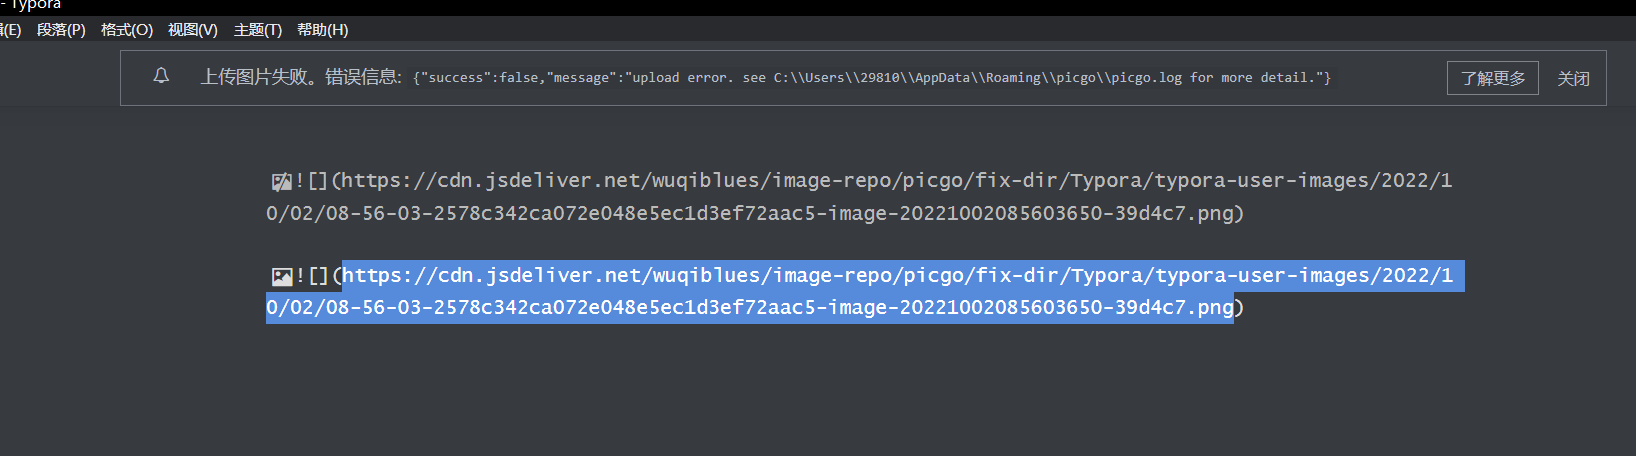 - Typora
(E) 段落(P) 格式(O) 视图(V) 主题(T) 帮助(H)
上传图片失败。错误信息: {"success":false,"message":"upload error. see C:\\Users\\29810\\AppData\\Roaming\\picgo\\picgo.log for more detail."} 了解更多 关闭
![](https://cdn.jsdeliver.net/wuqiblues/image-repo/picgo/fix-dir/Typora/typora-user-images/2022/1
0/02/08-56-03-2578c342ca072e048e5ec1d3ef72aac5-image-20221002085603650-39d4c7.png)
![](https://cdn.jsdeliver.net/wuqiblues/image-repo/picgo/fix-dir/Typora/typora-user-images/2022/1
0/02/08-56-03-2578c342ca072e048e5ec1d3ef72aac5-image-20221002085603650-39d4c7.png)